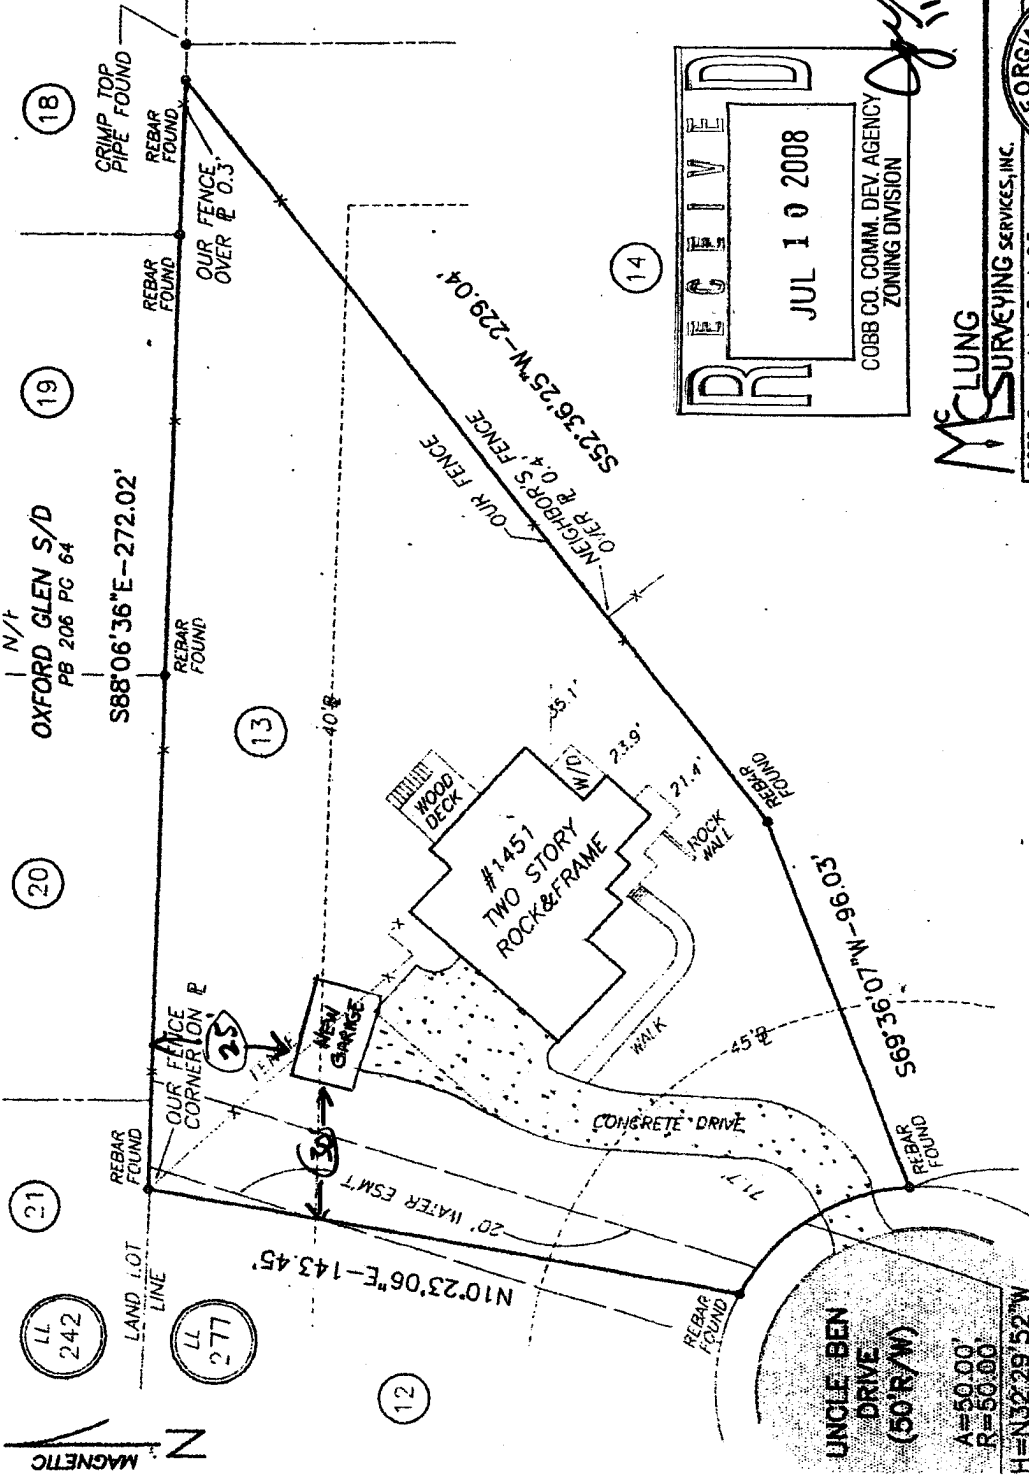 MAGNETIC
N
LL
242
LAND LOT
LINE
LL
277
21
20
19
18
OXFORD GLEN S/D
PB 206 PG 64
S88°06'36"E-272.02'
CRIMP TOP
PIPE FOUND
REBAR
FOUND
OUR FENCE
OVER ℙ 0.3'
REBAR
FOUND
REBAR
FOUND
REBAR
FOUND
OUR FENCE
CORNER ON ℙ
25'
NEW
GARAGE
13
40'
WOOD
DECK
#1451
TWO STORY
ROCK&FRAME
W/D
35.1'
23.9'
21.4'
ROCK
WALL
WALK
CONCRETE DRIVE
45'
71.7'
20' WATER ESM'T
N10°23'06"E-143.45'
12
OUR FENCE
NEIGHBOR'S FENCE
OVER ℙ 0.4'
S52°36'25"W-229.04'
REBAR
FOUND
S69°36'07"W-96.03'
REBAR
FOUND
REBAR
FOUND
UNCLE BEN
DRIVE
(50'R/W)
A=50.00'
R=50.00'
H=N32°29'52"W
14
RECEIVED
JUL 10 2008
COBB CO. COMM. DEV. AGENCY
ZONING DIVISION
McCLUNG
SURVEYING SERVICES, INC.